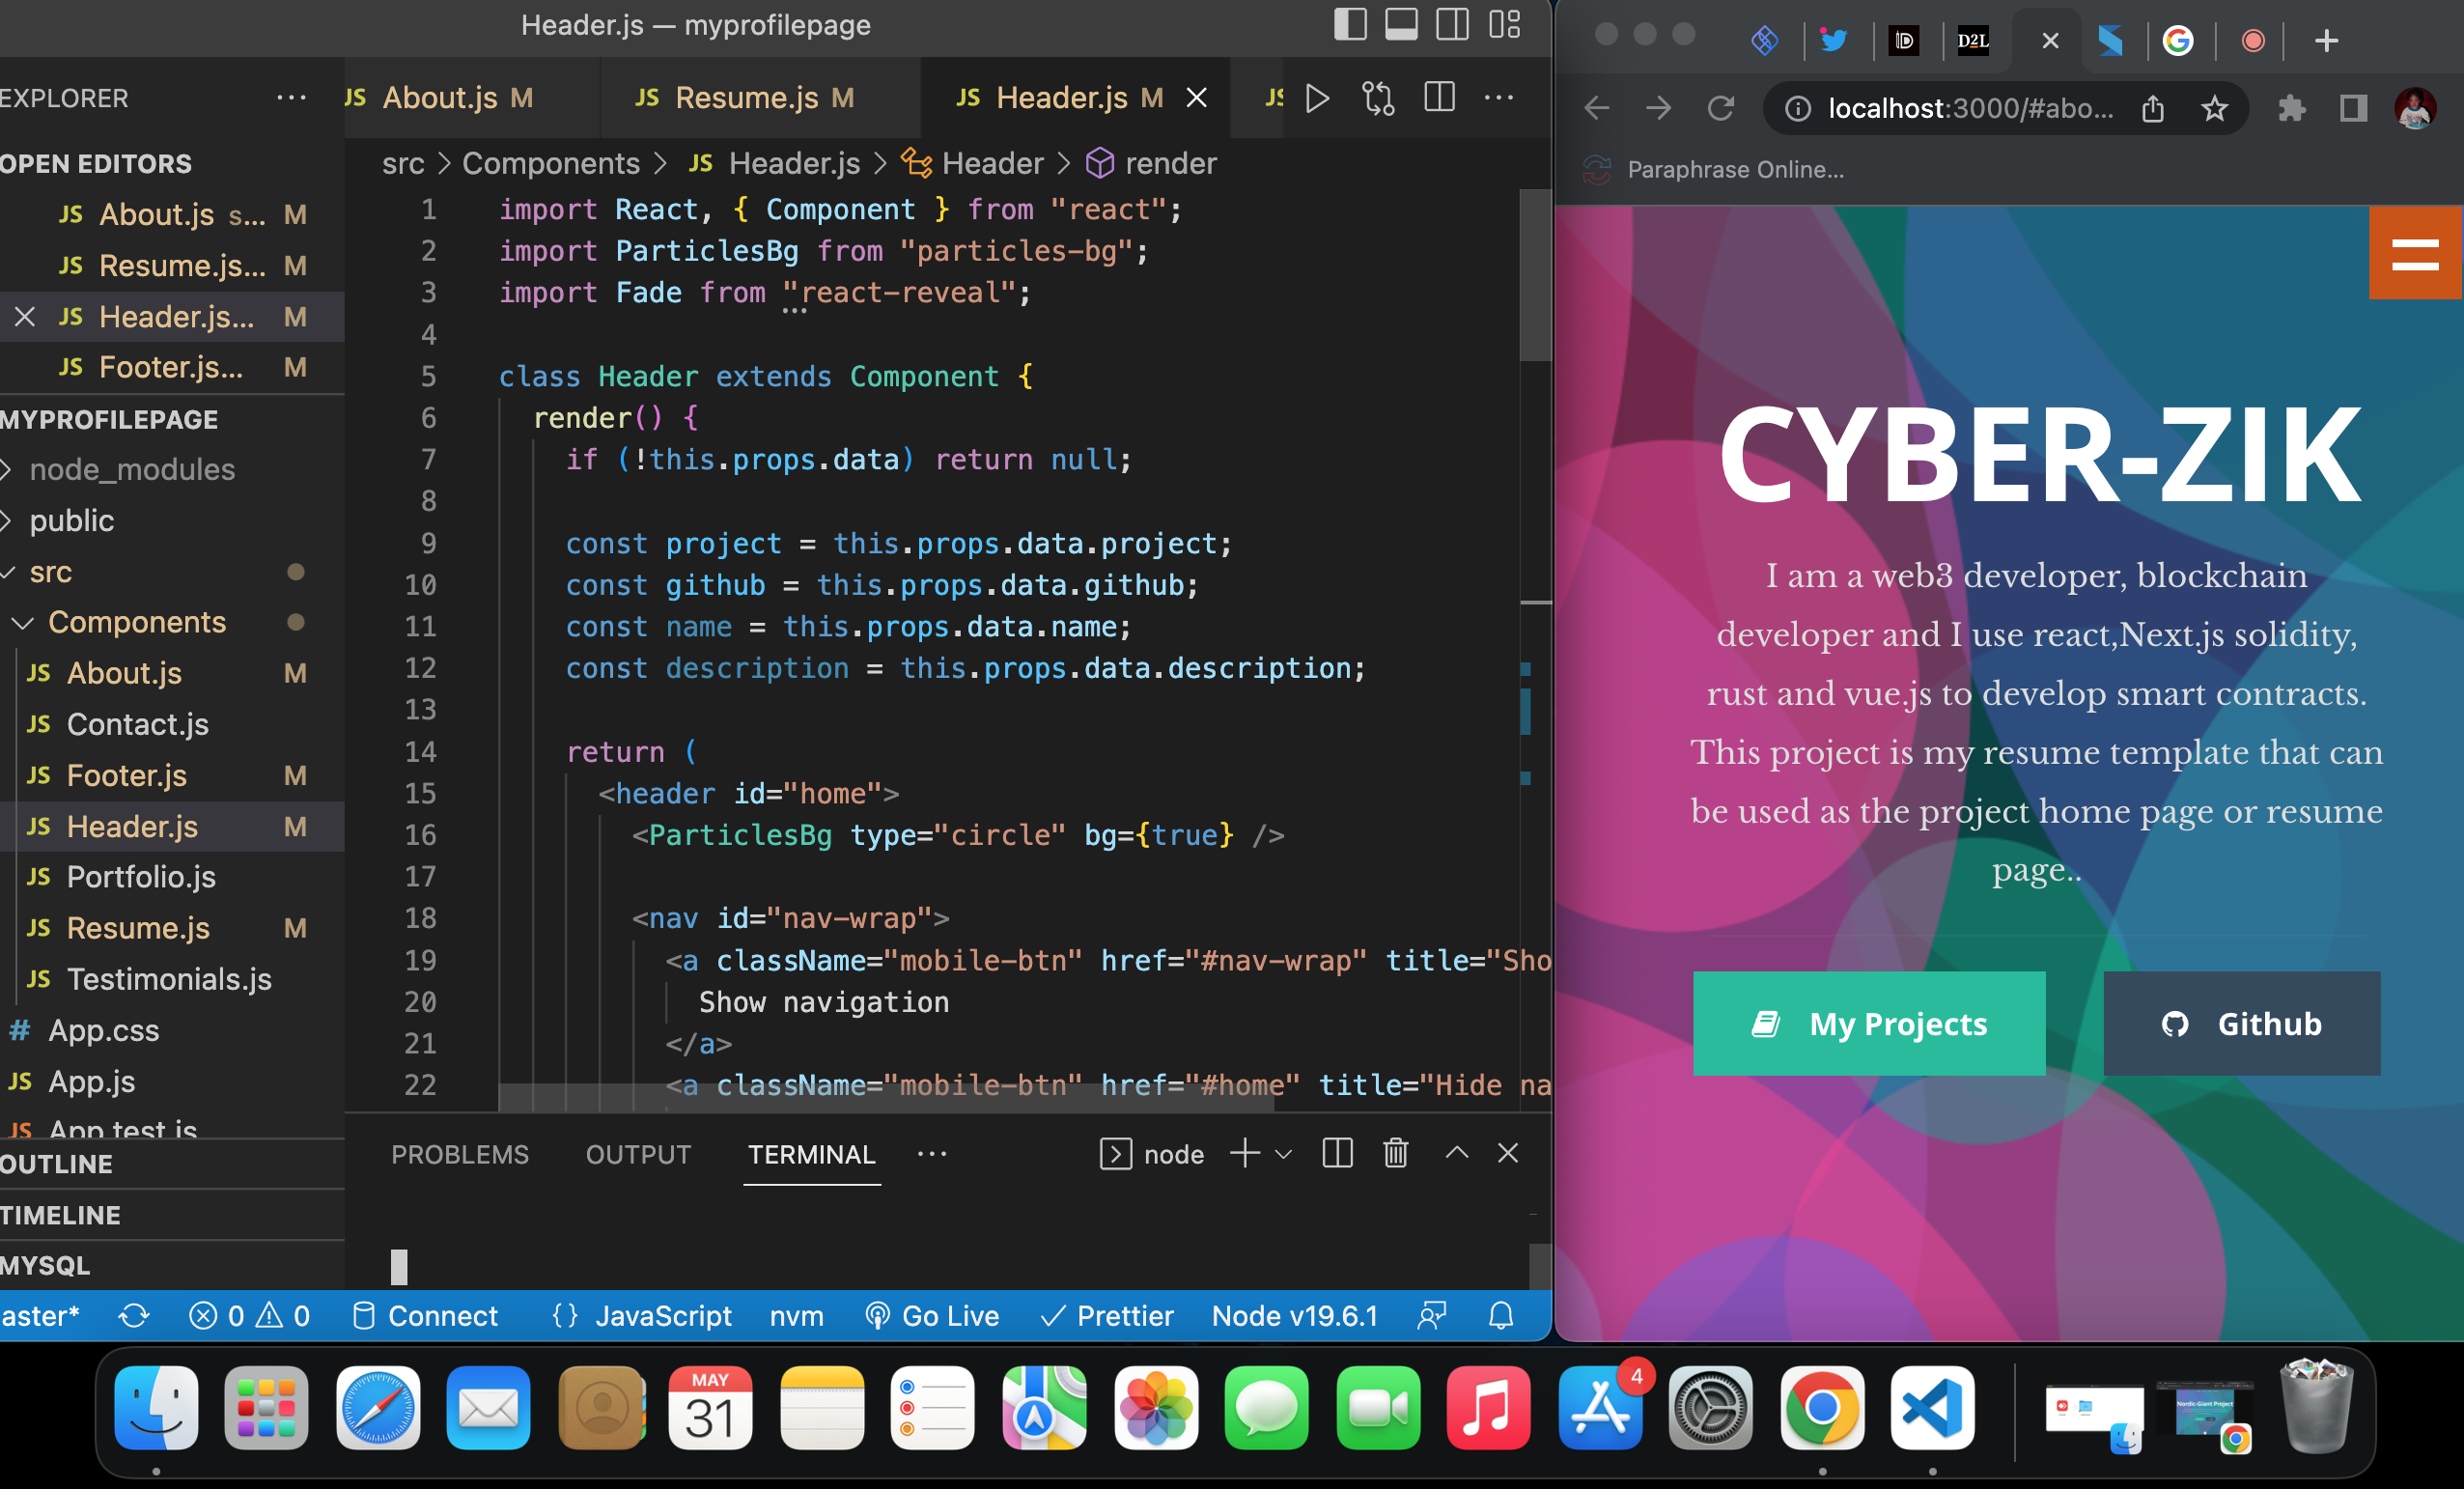 Header.js — myprofilepage
EXPLORER
OPEN EDITORS
JS About.js s... M
JS Resume.js... M
JS Header.js... M
JS Footer.js... M
MYPROFILEPAGE
node_modules
public
src
Components
JS About.js M
JS Contact.js
JS Footer.js M
JS Header.js M
JS Portfolio.js
JS Resume.js M
JS Testimonials.js
# App.css
JS App.js
JS App.test.js
OUTLINE
TIMELINE
MYSQL
JS About.js M
JS Resume.js M
JS Header.js M
JS
src > Components > JS Header.js > Header > render
1 import React, { Component } from "react";
2 import ParticlesBg from "particles-bg";
3 import Fade from "react-reveal";
4
5 class Header extends Component {
6 render() {
7 if (!this.props.data) return null;
8
9 const project = this.props.data.project;
10 const github = this.props.data.github;
11 const name = this.props.data.name;
12 const description = this.props.data.description;
13
14 return (
15 <header id="home">
16 <ParticlesBg type="circle" bg={true} />
17
18 <nav id="nav-wrap">
19 <a className="mobile-btn" href="#nav-wrap" title="Sho
20 Show navigation
21 </a>
22 <a className="mobile-btn" href="#home" title="Hide na
PROBLEMS OUTPUT TERMINAL ... node
aster* 0 0 Connect {} JavaScript nvm Go Live Prettier Node v19.6.1
D2L
localhost:3000/#abo...
Paraphrase Online...
CYBER-ZIK
I am a web3 developer, blockchain
developer and I use react,Next.js solidity,
rust and vue.js to develop smart contracts.
This project is my resume template that can
be used as the project home page or resume
page..
My Projects
Github
MAY
31
4
Nordic-Giant Project